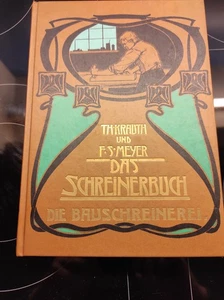 TH·KRAUTH
UND
F·S·MEYER
DAS
SCHREINERBUCH
DIE BAUSCHREINEREI